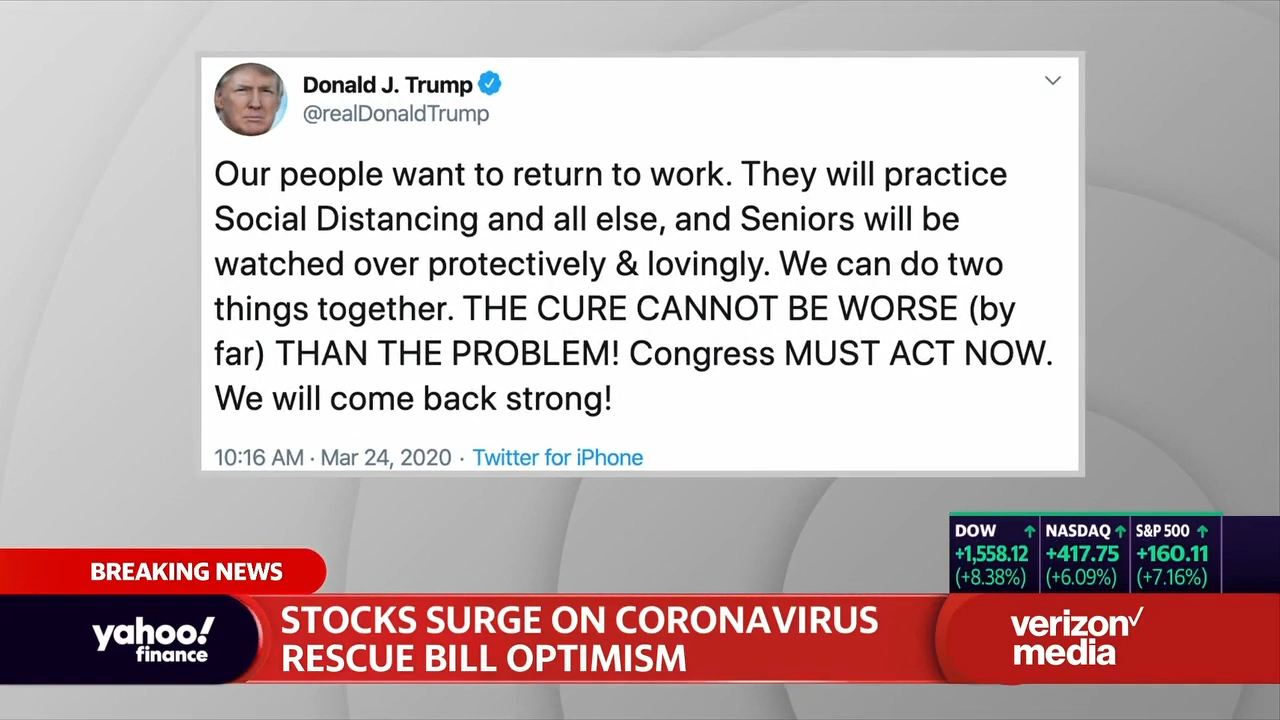 Donald J. Trump
@realDonaldTrump
Our people want to return to work. They will practice
Social Distancing and all else, and Seniors will be
watched over protectively & lovingly. We can do two
things together. THE CURE CANNOT BE WORSE (by
far) THAN THE PROBLEM! Congress MUST ACT NOW.
We will come back strong!
10:16 AM · Mar 24, 2020 · Twitter for iPhone
DOW ↑ NASDAQ ↑ S&P 500 ↑
+1,558.12 +417.75 +160.11
(+8.38%) (+6.09%) (+7.16%)
BREAKING NEWS
yahoo!
finance
STOCKS SURGE ON CORONAVIRUS
RESCUE BILL OPTIMISM
verizon✓
media